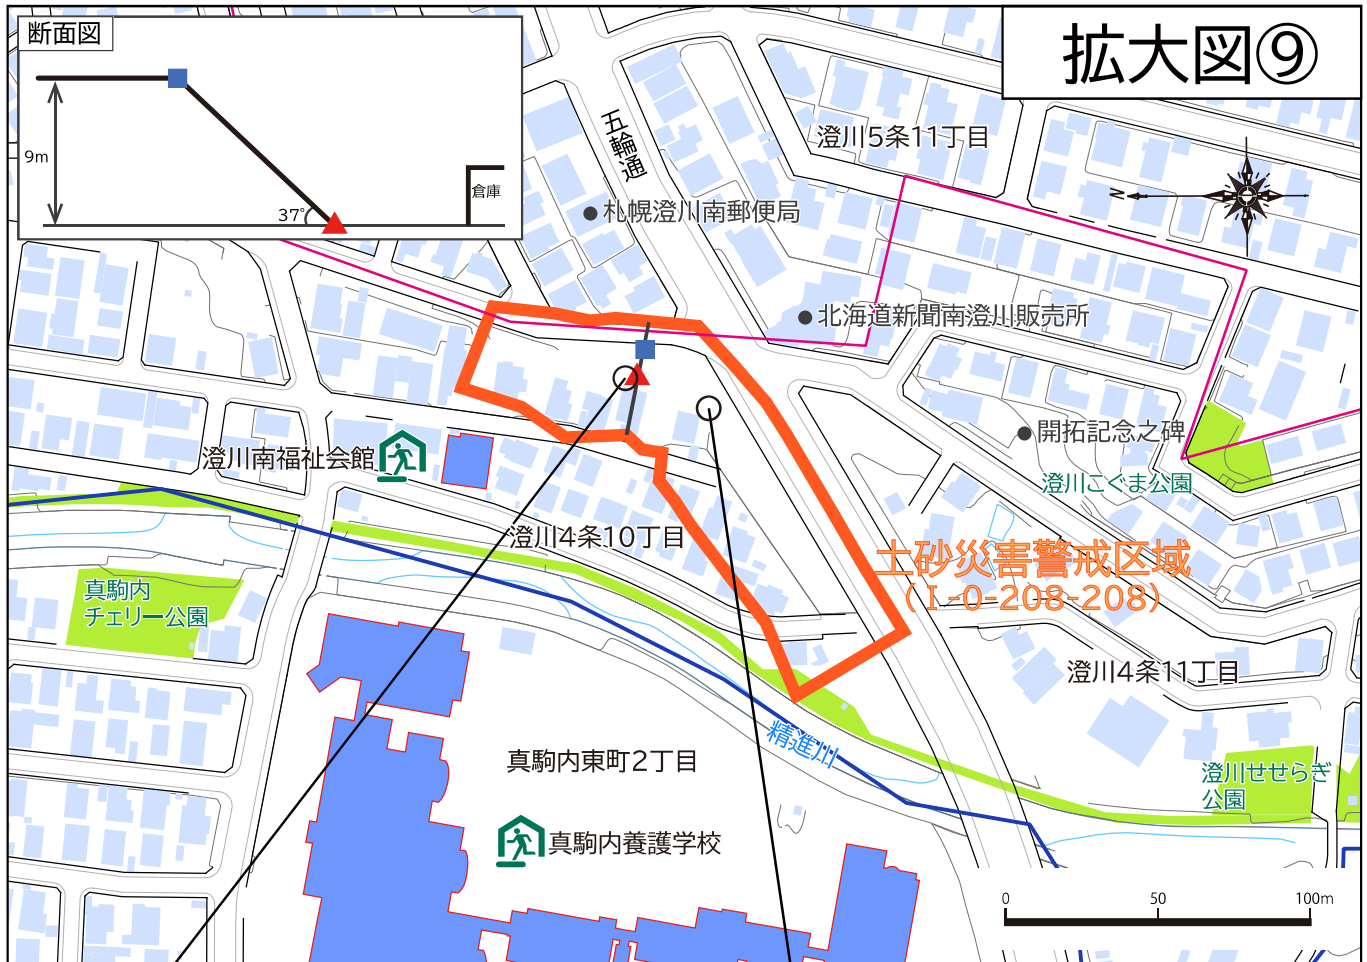 断面図
9m
37°
倉庫
拡大図⑨
五輪通
澄川5条11丁目
N
札幌澄川南郵便局
北海道新聞南澄川販売所
開拓記念之碑
澄川南福祉会館
澄川こぐま公園
澄川4条10丁目
土砂災害警戒区域
（Ⅰ-0-208-208）
真駒内
チェリー公園
澄川4条11丁目
精進川
真駒内東町2丁目
澄川せせらぎ
公園
真駒内養護学校
0 50 100m